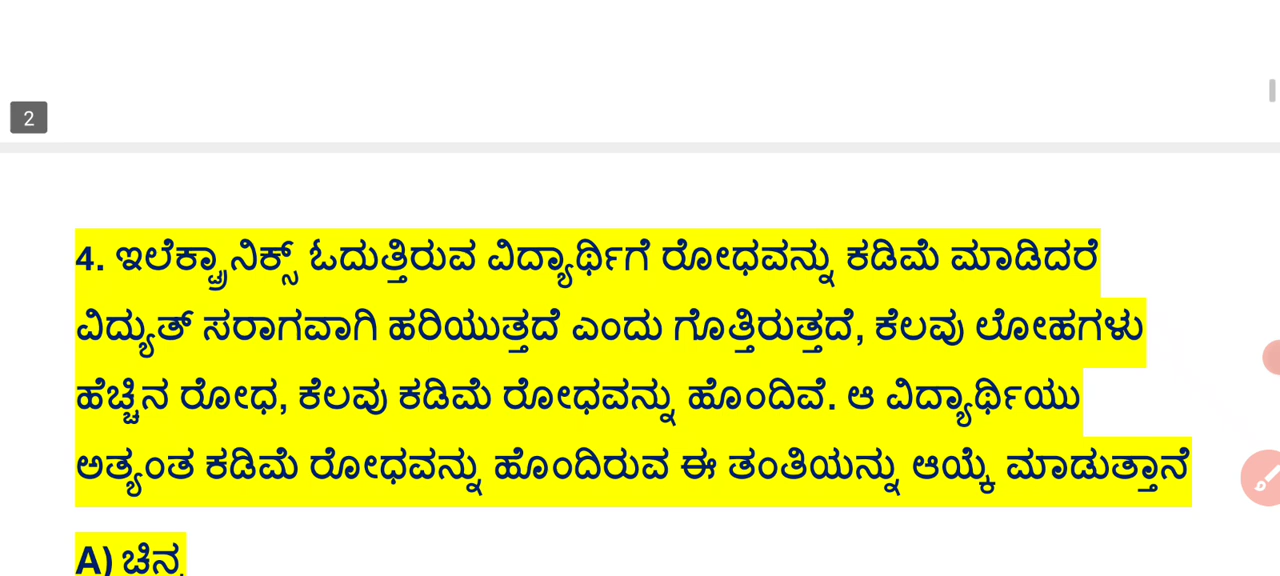 2
4. ಇಲೆಕ್ಟ್ರಾನಿಕ್ಸ್ ಓದುತ್ತಿರುವ ವಿದ್ಯಾರ್ಥಿಗೆ ರೋಧವನ್ನು ಕಡಿಮೆ ಮಾಡಿದರೆ
ವಿದ್ಯುತ್ ಸರಾಗವಾಗಿ ಹರಿಯುತ್ತದೆ ಎಂದು ಗೊತ್ತಿರುತ್ತದೆ, ಕೆಲವು ಲೋಹಗಳು
ಹೆಚ್ಚಿನ ರೋಧ, ಕೆಲವು ಕಡಿಮೆ ರೋಧವನ್ನು ಹೊಂದಿವೆ. ಆ ವಿದ್ಯಾರ್ಥಿಯು
ಅತ್ಯಂತ ಕಡಿಮೆ ರೋಧವನ್ನು ಹೊಂದಿರುವ ಈ ತಂತಿಯನ್ನು ಆಯ್ಕೆ ಮಾಡುತ್ತಾನೆ
A) ಚಿನ್ನ